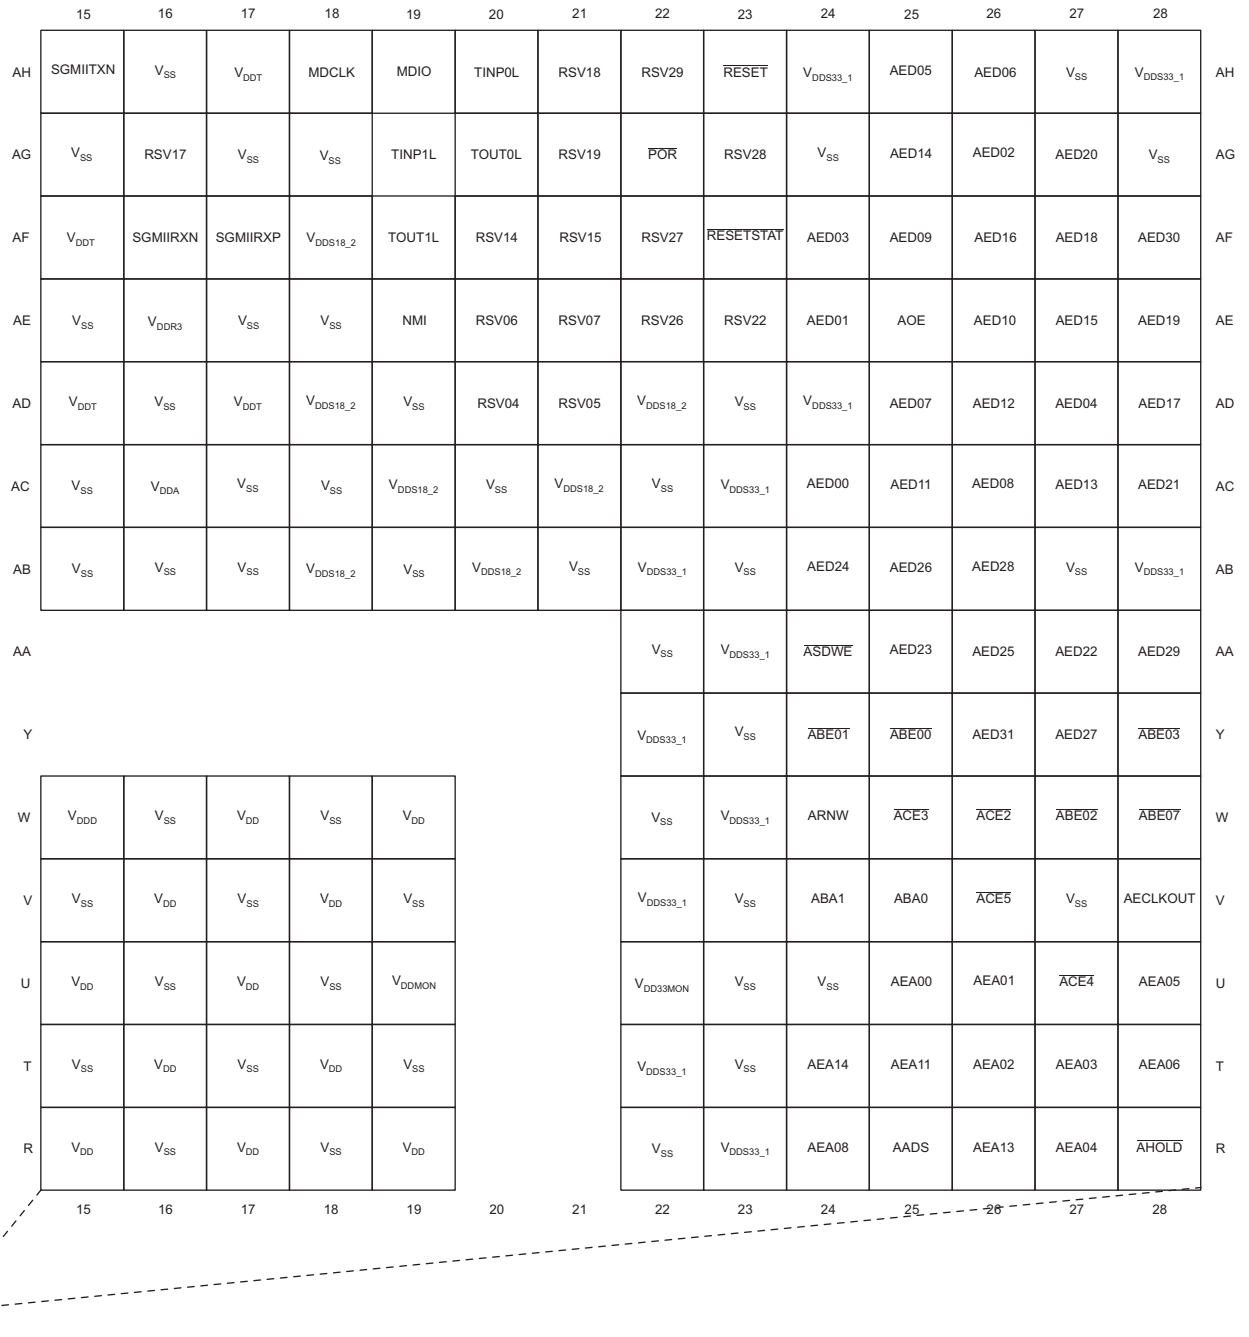 15 16 17 18 19 20 21 22 23 24 25 26 27 28
AH SGMIITXN VSS VDDT MDCLK MDIO TINP0L RSV18 RSV29 RESET VDDS33_1 AED05 AED06 VSS VDDS33_1 AH
AG VSS RSV17 VSS VSS TINP1L TOUT0L RSV19 POR RSV28 VSS AED14 AED02 AED20 VSS AG
AF VDDT SGMIIRXN SGMIIRXP VDDS18_2 TOUT1L RSV14 RSV15 RSV27 RESETSTAT AED03 AED09 AED16 AED18 AED30 AF
AE VSS VDDR3 VSS VSS NMI RSV06 RSV07 RSV26 RSV22 AED01 AOE AED10 AED15 AED19 AE
AD VDDT VSS VDDT VDDS18_2 VSS RSV04 RSV05 VDDS18_2 VSS VDDS33_1 AED07 AED12 AED04 AED17 AD
AC VSS VDDA VSS VSS VDDS18_2 VSS VDDS18_2 VSS VDDS33_1 AED00 AED11 AED08 AED13 AED21 AC
AB VSS VSS VSS VDDS18_2 VSS VDDS18_2 VSS VDDS33_1 VSS AED24 AED26 AED28 VSS VDDS33_1 AB
AA VSS VDDS33_1 ASDWE AED23 AED25 AED22 AED29 AA
Y VDDS33_1 VSS ABE01 ABE00 AED31 AED27 ABE03 Y
W VDDD VSS VDD VSS VDD VSS VDDS33_1 ARNW ACE3 ACE2 ABE02 ABE07 W
V VSS VDD VSS VDD VSS VDDS33_1 VSS ABA1 ABA0 ACE5 VSS AECLKOUT V
U VDD VSS VDD VSS VDDMON VDD33MON VSS VSS AEA00 AEA01 ACE4 AEA05 U
T VSS VDD VSS VDD VSS VDDS33_1 VSS AEA14 AEA11 AEA02 AEA03 AEA06 T
R VDD VSS VDD VSS VDD VSS VDDS33_1 AEA08 AADS AEA13 AEA04 AHOLD R
15 16 17 18 19 20 21 22 23 24 25 26 27 28